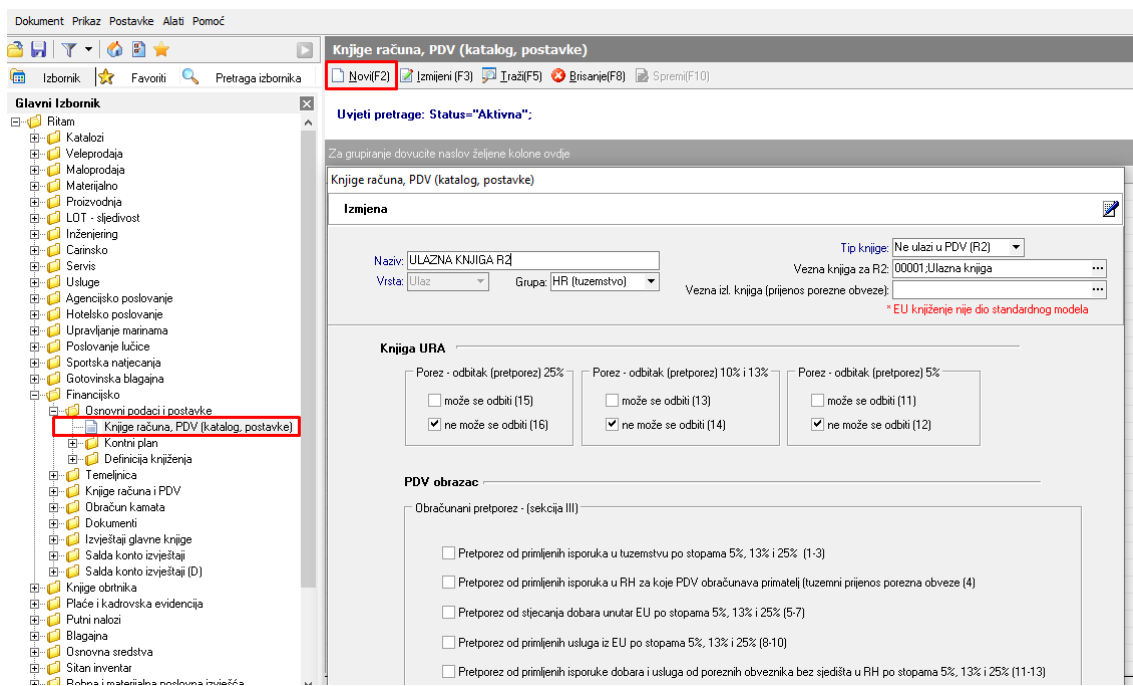 Dokument Prikaz Postavke Alati Pomoć
Izbornik Favoriti Pretraga izbornika
Glavni Izbornik
Ritam
Katalozi
Veleprodaja
Maloprodaja
Materijalno
Proizvodnja
LOT - sljedivost
Inženjering
Carinsko
Servis
Usluge
Agencijsko poslovanje
Hotelsko poslovanje
Upravljanje marinama
Poslovanje lučice
Sportska natjecanja
Gotovinska blagajna
Financijsko
Osnovni podaci i postavke
Knjige računa, PDV (katalog, postavke)
Kontni plan
Definicija knjiženja
Temeljnica
Knjige računa i PDV
Obračun kamata
Dokumenti
Izvještaji glavne knjige
Salda konto izvještaji
Salda konto izvještaji (D)
Knjige obrtnika
Plaće i kadrovska evidencija
Putni nalozi
Blagajna
Osnovna sredstva
Sitan inventar
Robna i materijalna poslovna izvješća
Knjige računa, PDV (katalog, postavke)
Novi(F2) Izmijeni (F3) Traži(F5) Brisanje(F8) Spremi(F10)
Uvjeti pretrage: Status="Aktivna";
Za grupiranje dovucite naslov željene kolone ovdje
Knjige računa, PDV (katalog, postavke)
Izmjena
Naziv: ULAZNA KNJIGA R2
Vrsta: Ulaz Grupa: HR (tuzemstvo)
Tip knjige: Ne ulazi u PDV (R2)
Vezna knjiga za R2: 00001;Ulazna knjiga ...
Vezna izl. knjiga (prijenos porezne obveze): ...
* EU knjiženje nije dio standardnog modela
Knjiga URA
Porez - odbitak (pretporez) 25% Porez - odbitak (pretporez) 10% i 13% Porez - odbitak (pretporez) 5%
može se odbiti (15) može se odbiti (13) može se odbiti (11)
ne može se odbiti (16) ne može se odbiti (14) ne može se odbiti (12)
PDV obrazac
Obračunani pretporez - (sekcija III)
Pretporez od primljenih isporuka u tuzemstvu po stopama 5%, 13% i 25% (1-3)
Pretporez od primljenih isporuka u RH za koje PDV obračunava primatelj (tuzemni prijenos porezna obveze (4)
Pretporez od stjecanja dobara unutar EU po stopama 5%, 13% i 25% (5-7)
Pretporez od primljenih usluga iz EU po stopama 5%, 13% i 25% (8-10)
Pretporez od primljenih isporuke dobara i usluga od poreznih obveznika bez sjedišta u RH po stopama 5%, 13% i 25% (11-13)